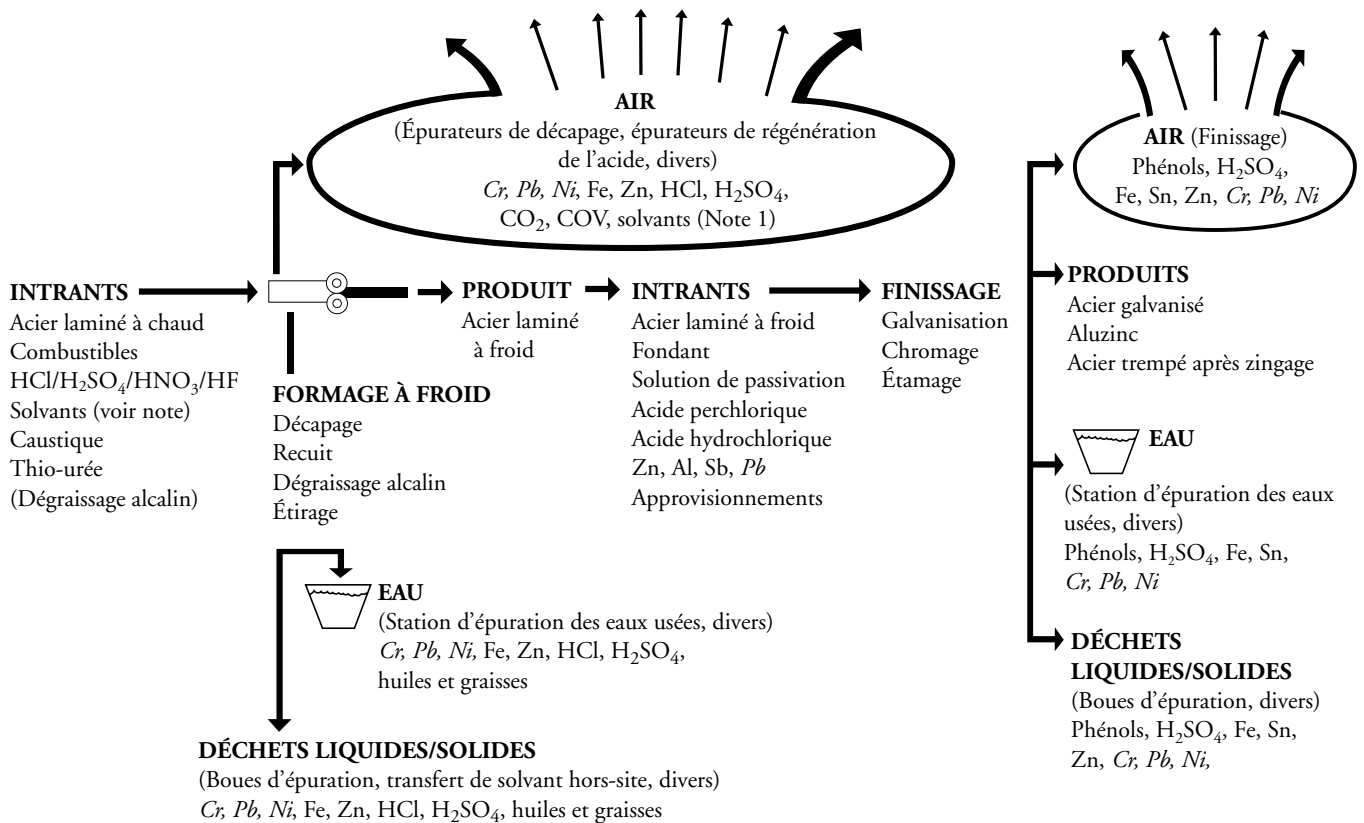 AIR
(Épurateurs de décapage, épurateurs de régénération
de l'acide, divers)
Cr, Pb, Ni, Fe, Zn, HCl, H₂SO₄,
CO₂, COV, solvants (Note 1)
AIR (Finissage)
Phénols, H₂SO₄,
Fe, Sn, Zn, Cr, Pb, Ni
INTRANTS
Acier laminé à chaud
Combustibles
HCl/H₂SO₄/HNO₃/HF
Solvants (voir note)
Caustique
Thio-urée
(Dégraissage alcalin)
FORMAGE À FROID
Décapage
Recuit
Dégraissage alcalin
Étirage
PRODUIT
Acier laminé
à froid
INTRANTS
Acier laminé à froid
Fondant
Solution de passivation
Acide perchlorique
Acide hydrochlorique
Zn, Al, Sb, Pb
Approvisionnements
FINISSAGE
Galvanisation
Chromage
Étamage
PRODUITS
Acier galvanisé
Aluzinc
Acier trempé après zingage
EAU
(Station d'épuration des eaux
usées, divers)
Phénols, H₂SO₄, Fe, Sn,
Cr, Pb, Ni
EAU
(Station d'épuration des eaux usées, divers)
Cr, Pb, Ni, Fe, Zn, HCl, H₂SO₄,
huiles et graisses
DÉCHETS
LIQUIDES/SOLIDES
(Boues d'épuration, divers)
Phénols, H₂SO₄, Fe, Sn,
Zn, Cr, Pb, Ni,
DÉCHETS LIQUIDES/SOLIDES
(Boues d'épuration, transfert de solvant hors-site, divers)
Cr, Pb, Ni, Fe, Zn, HCl, H₂SO₄, huiles et graisses